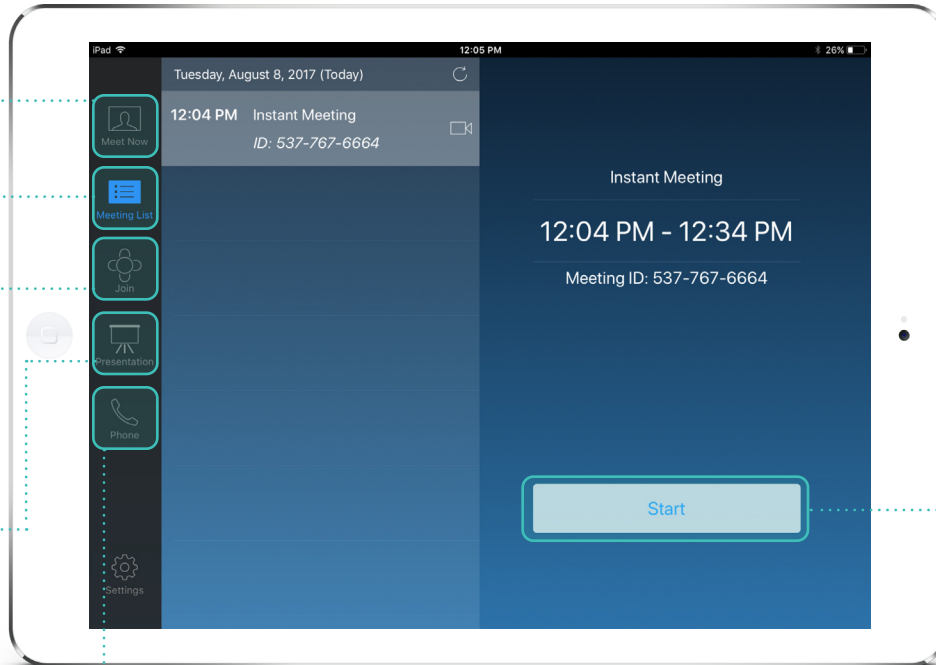 iPad
12:05 PM
26%
Tuesday, August 8, 2017 (Today)
12:04 PM Instant Meeting
ID: 537-767-6664
Meet Now
Meeting List
Join
Presentation
Phone
Settings
Instant Meeting
12:04 PM - 12:34 PM
Meeting ID: 537-767-6664
Start